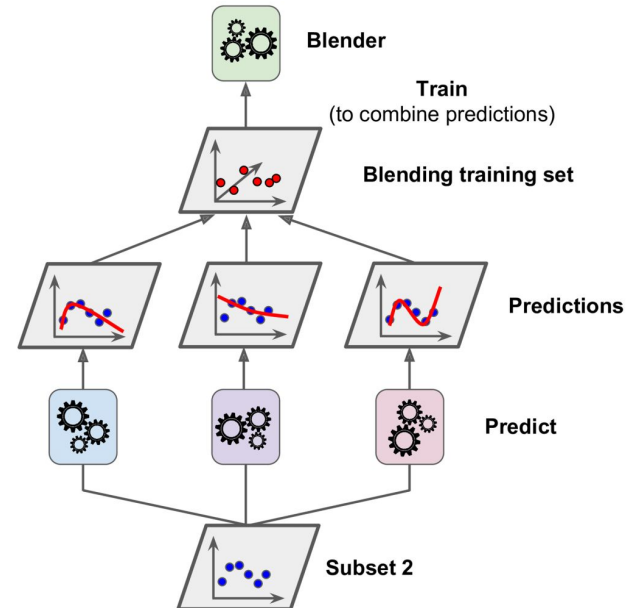 Blender
Train
(to combine predictions)
Blending training set
Predictions
Predict
Subset 2